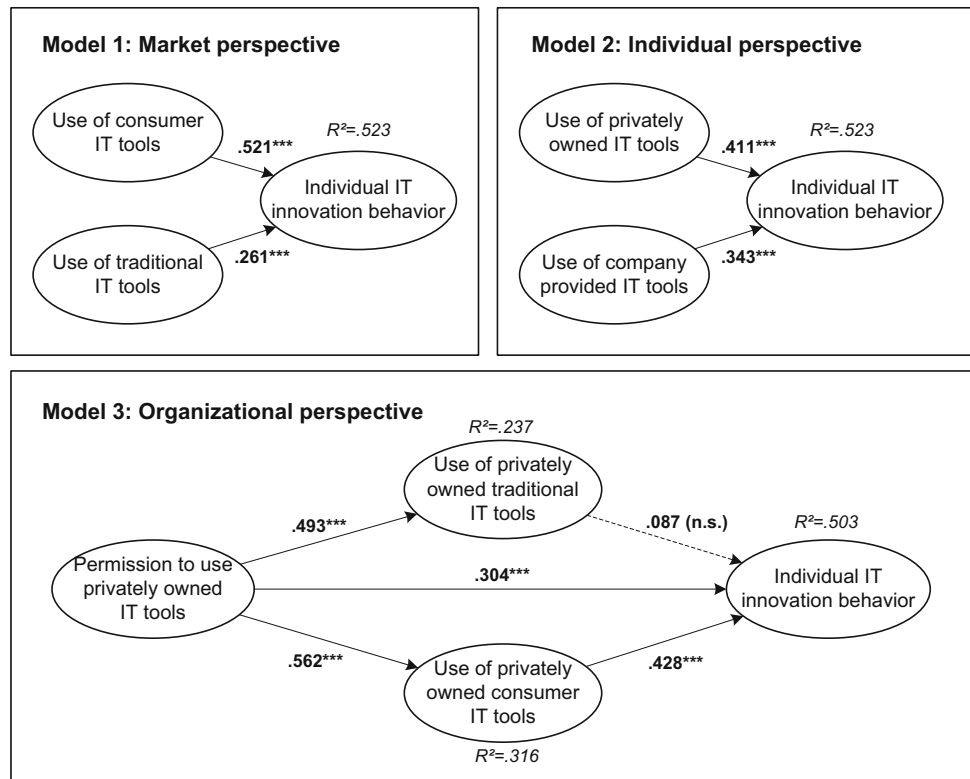 Model 1: Market perspective
Use of consumer
IT tools
R²=.523
.521***
Individual IT
innovation behavior
Use of traditional
IT tools
.261***
Model 2: Individual perspective
Use of privately
owned IT tools
R²=.523
.411***
Individual IT
innovation behavior
Use of company
provided IT tools
.343***
Model 3: Organizational perspective
R²=.237
Use of privately
owned traditional
IT tools
.493***
.087 (n.s.)
R²=.503
Permission to use
privately owned
IT tools
.304***
Individual IT
innovation behavior
.562***
.428***
Use of privately
owned consumer
IT tools
R²=.316